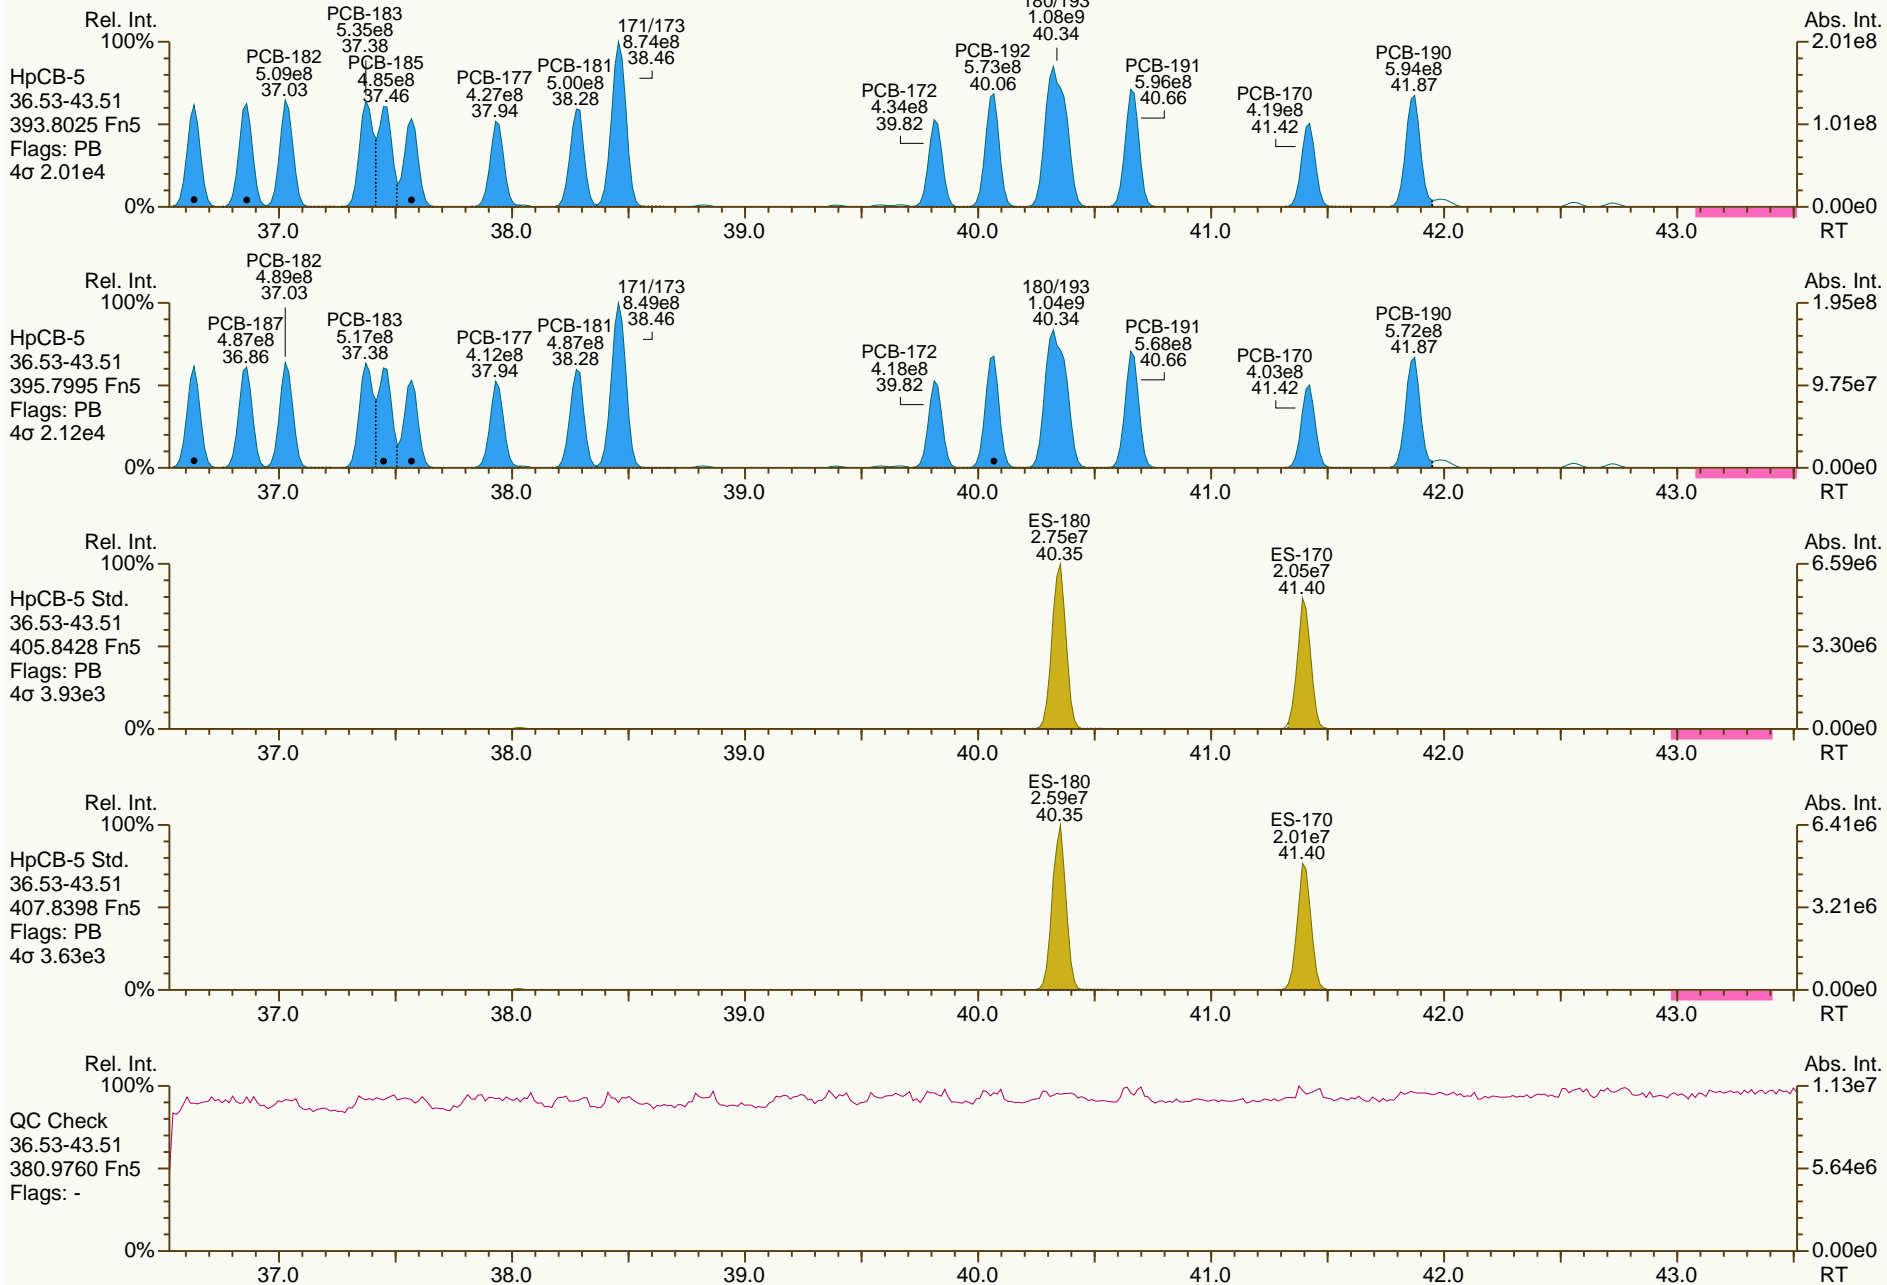 Rel. Int.
100%
0%
HpCB-5
36.53-43.51
393.8025 Fn5
Flags: PB
4σ 2.01e4
PCB-182
5.09e8
37.03
PCB-183
5.35e8
37.38
PCB-185
4.85e8
37.46
PCB-177
4.27e8
37.94
PCB-181
5.00e8
38.28
171/173
8.74e8
38.46
PCB-172
4.34e8
39.82
PCB-192
5.73e8
40.06
180/193
1.08e9
40.34
PCB-191
5.96e8
40.66
PCB-170
4.19e8
41.42
PCB-190
5.94e8
41.87
Abs. Int.
2.01e8
1.01e8
0.00e0
37.0 38.0 39.0 40.0 41.0 42.0 43.0 RT
Rel. Int.
100%
0%
HpCB-5
36.53-43.51
395.7995 Fn5
Flags: PB
4σ 2.12e4
PCB-187
4.87e8
36.86
PCB-182
4.89e8
37.03
PCB-183
5.17e8
37.38
PCB-177
4.12e8
37.94
PCB-181
4.87e8
38.28
171/173
8.49e8
38.46
PCB-172
4.18e8
39.82
180/193
1.04e9
40.34
PCB-191
5.68e8
40.66
PCB-170
4.03e8
41.42
PCB-190
5.72e8
41.87
Abs. Int.
1.95e8
9.75e7
0.00e0
37.0 38.0 39.0 40.0 41.0 42.0 43.0 RT
Rel. Int.
100%
0%
HpCB-5 Std.
36.53-43.51
405.8428 Fn5
Flags: PB
4σ 3.93e3
ES-180
2.75e7
40.35
ES-170
2.05e7
41.40
Abs. Int.
6.59e6
3.30e6
0.00e0
37.0 38.0 39.0 40.0 41.0 42.0 43.0 RT
Rel. Int.
100%
0%
HpCB-5 Std.
36.53-43.51
407.8398 Fn5
Flags: PB
4σ 3.63e3
ES-180
2.59e7
40.35
ES-170
2.01e7
41.40
Abs. Int.
6.41e6
3.21e6
0.00e0
37.0 38.0 39.0 40.0 41.0 42.0 43.0 RT
Rel. Int.
100%
0%
QC Check
36.53-43.51
380.9760 Fn5
Flags: -
Abs. Int.
1.13e7
5.64e6
0.00e0
37.0 38.0 39.0 40.0 41.0 42.0 43.0 RT